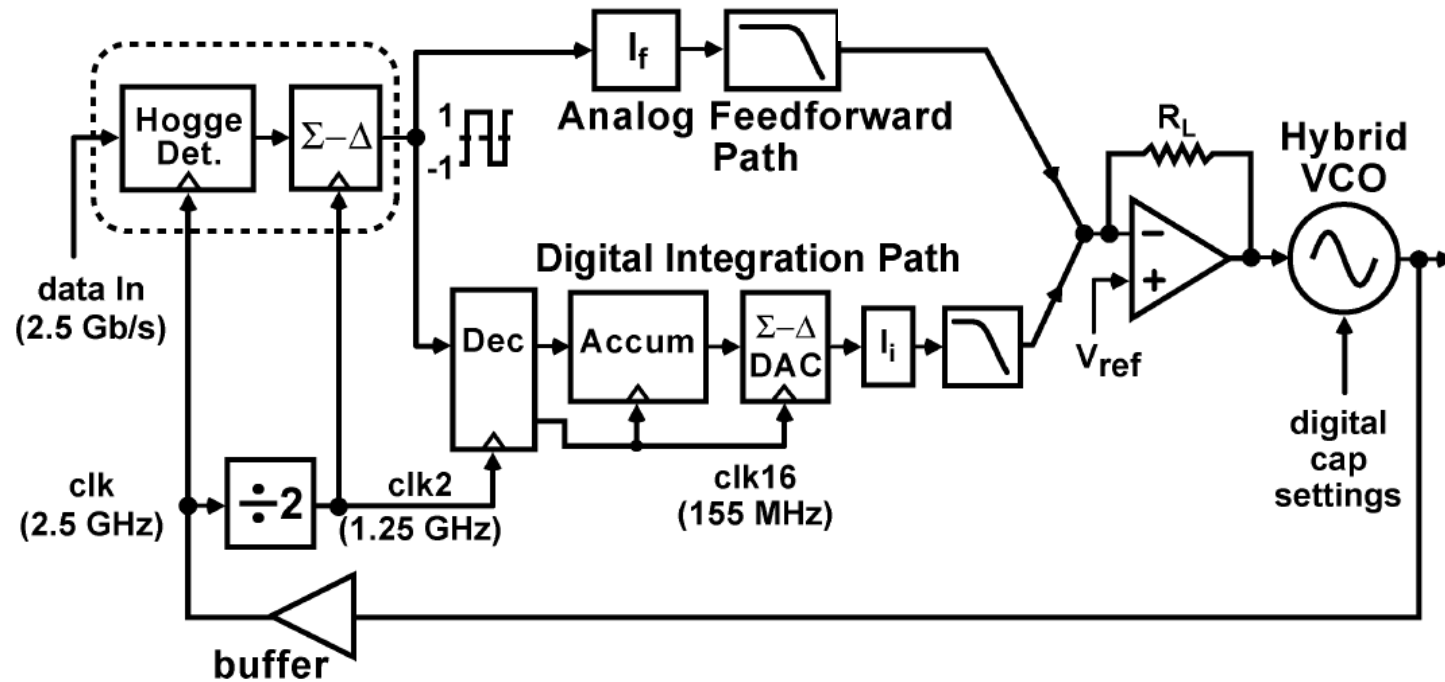 Hogge
Det.
Σ−Δ
1
-1
I_f
Analog Feedforward
Path
R_L
Hybrid
VCO
data In
(2.5 Gb/s)
Digital Integration Path
Dec
Accum
Σ−Δ
DAC
I_i
−
+
V_ref
digital
cap
settings
clk
(2.5 GHz)
÷2
clk2
(1.25 GHz)
clk16
(155 MHz)
buffer